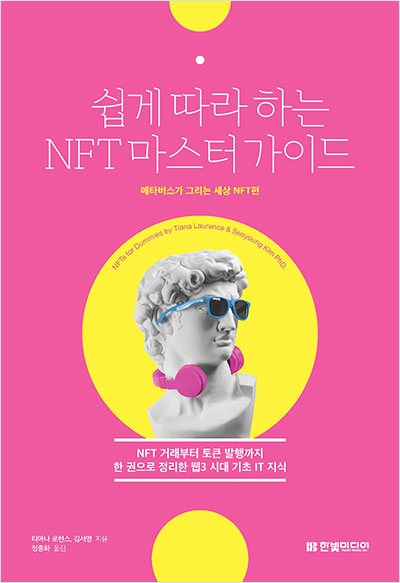 쉽게 따라 하는
NFT 마스터 가이드
메타버스가 그리는 세상 NFT편
NFTs for Dummies by Tiana Laurence & Seoyoung Kim PhD.
NFT 거래부터 토큰 발행까지
한 권으로 정리한 웹3 시대 기초 IT 지식
티아나 로런스, 김서영 지음
정종화 옮김
HB 한빛미디어